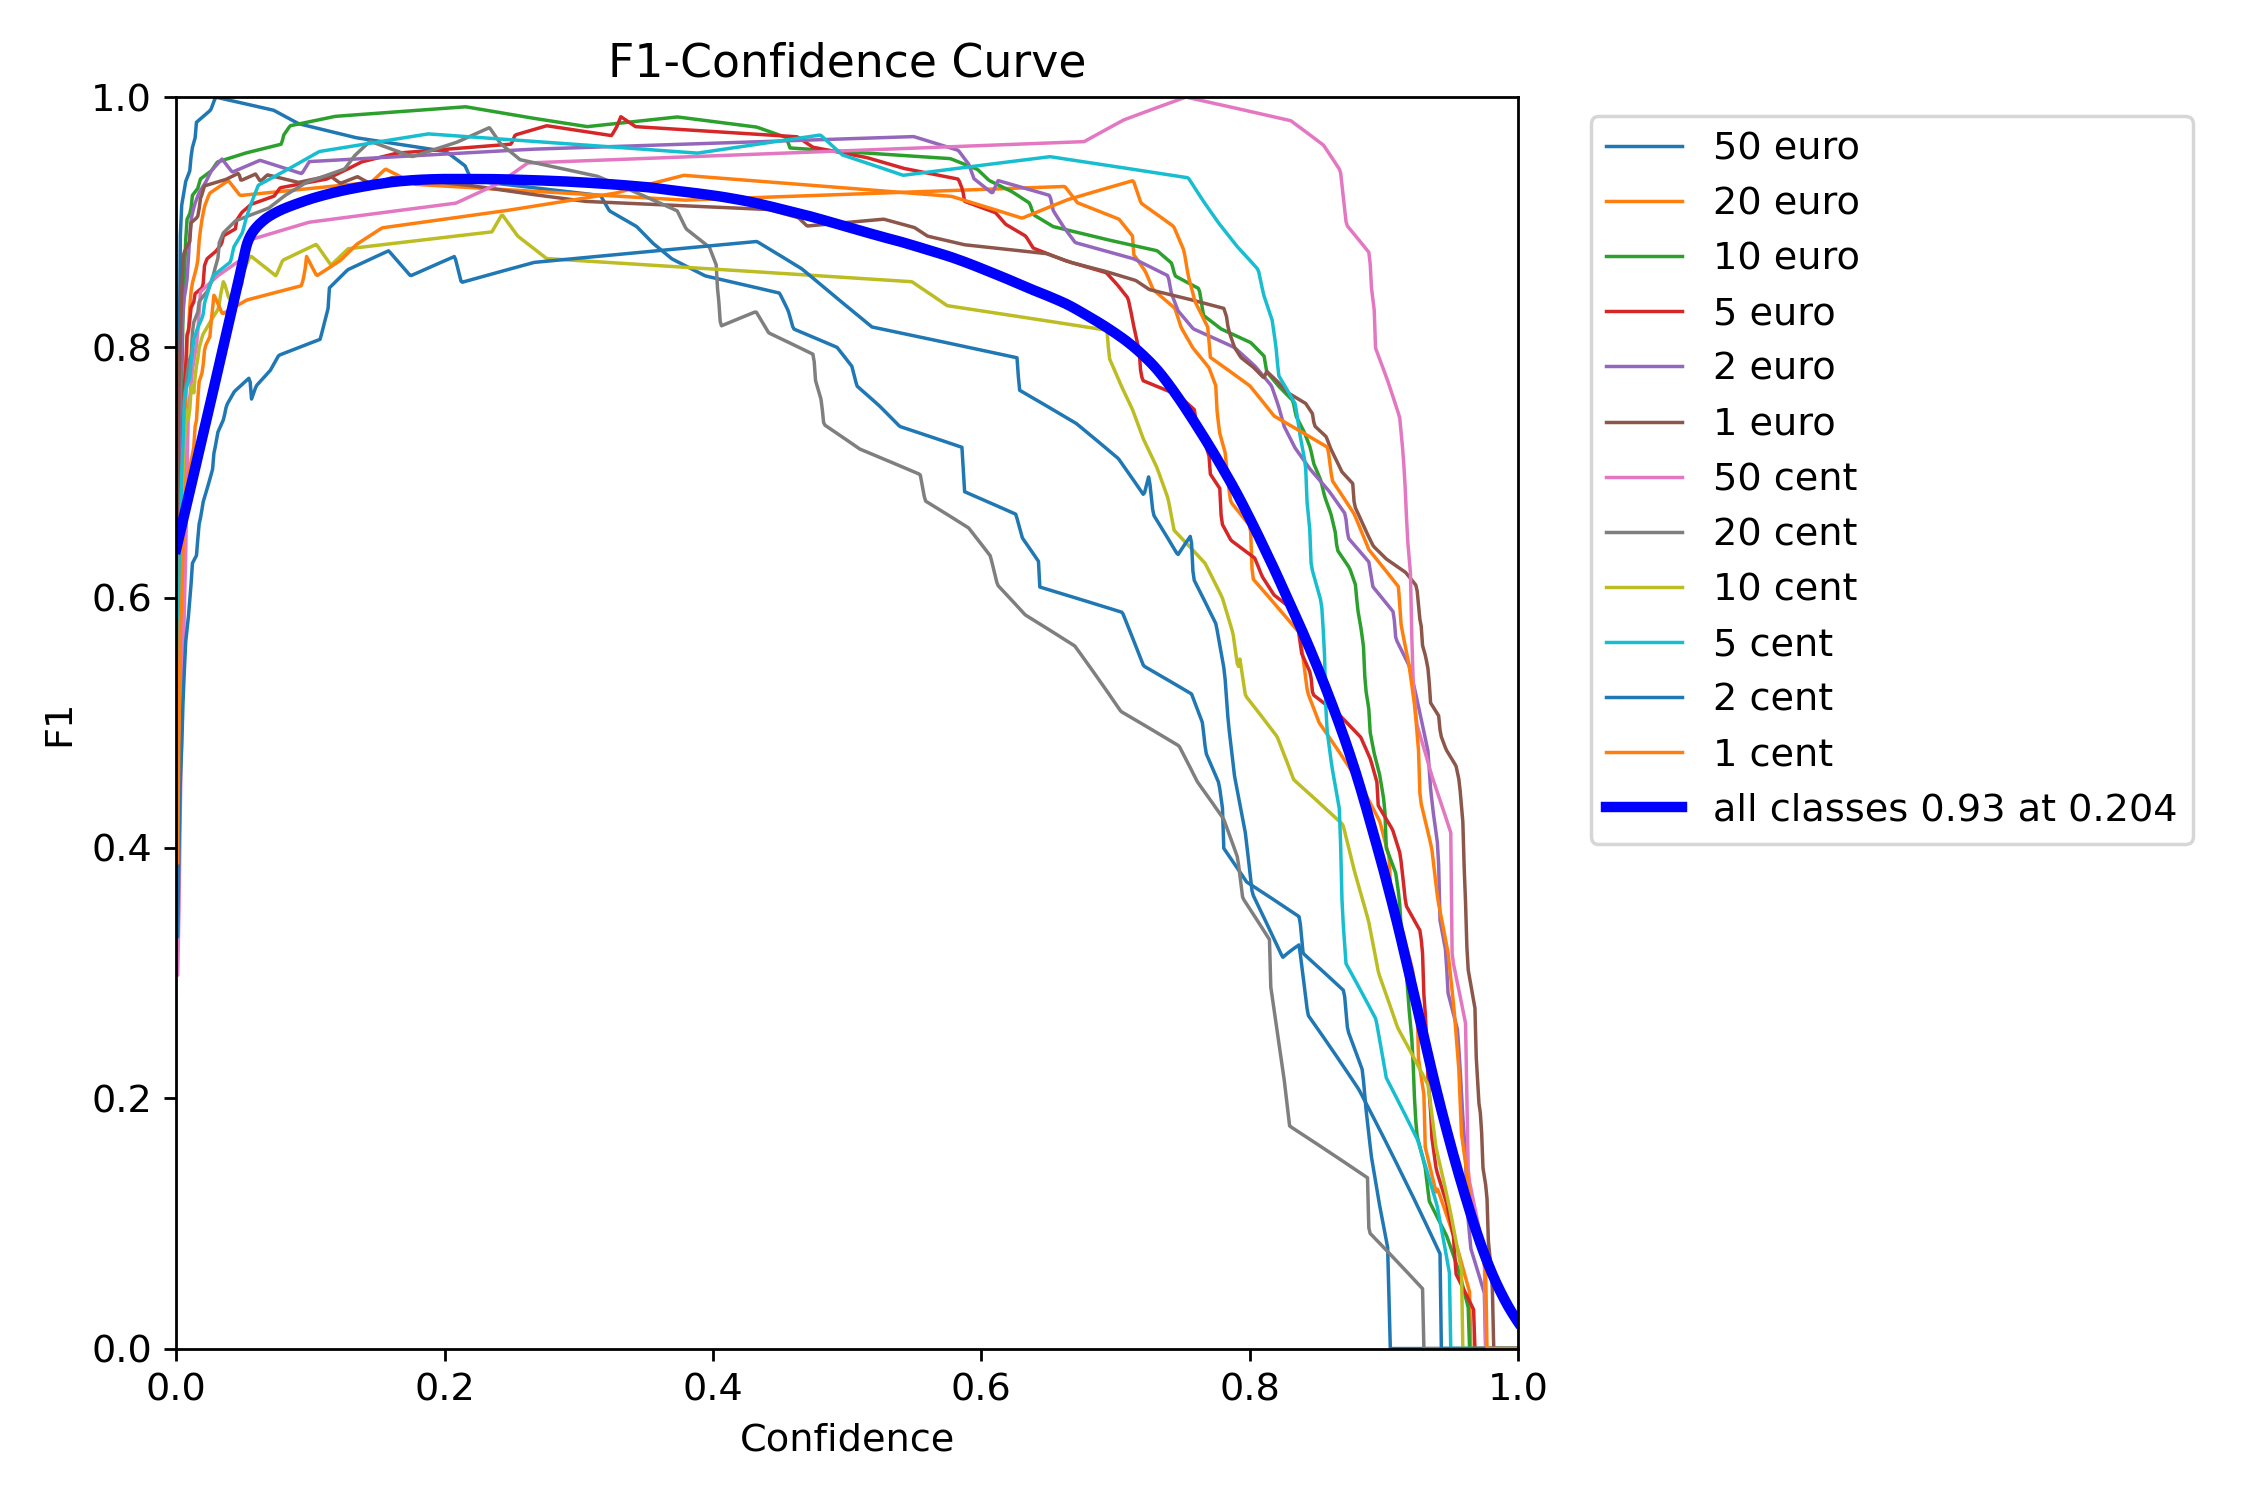 F1-Confidence Curve
1.0
0.8
0.6
0.4
0.2
0.0
F1
0.0 0.2 0.4 0.6 0.8 1.0
Confidence
50 euro
20 euro
10 euro
5 euro
2 euro
1 euro
50 cent
20 cent
10 cent
5 cent
2 cent
1 cent
all classes 0.93 at 0.204